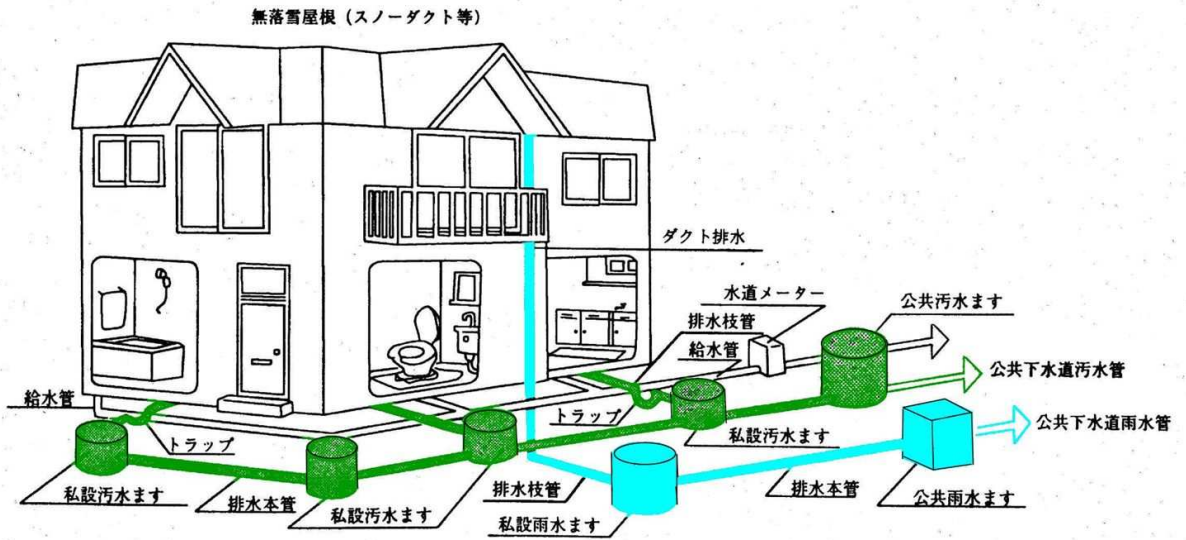 無落雪屋根(スノーダクト等)
ダクト排水
水道メーター
公共汚水ます
排水枝管
給水管
公共下水道汚水管
給水管
トラップ
トラップ
私設汚水ます
公共下水道雨水管
私設汚水ます
排水本管
私設汚水ます
排水枝管
私設雨水ます
排水本管
公共雨水ます